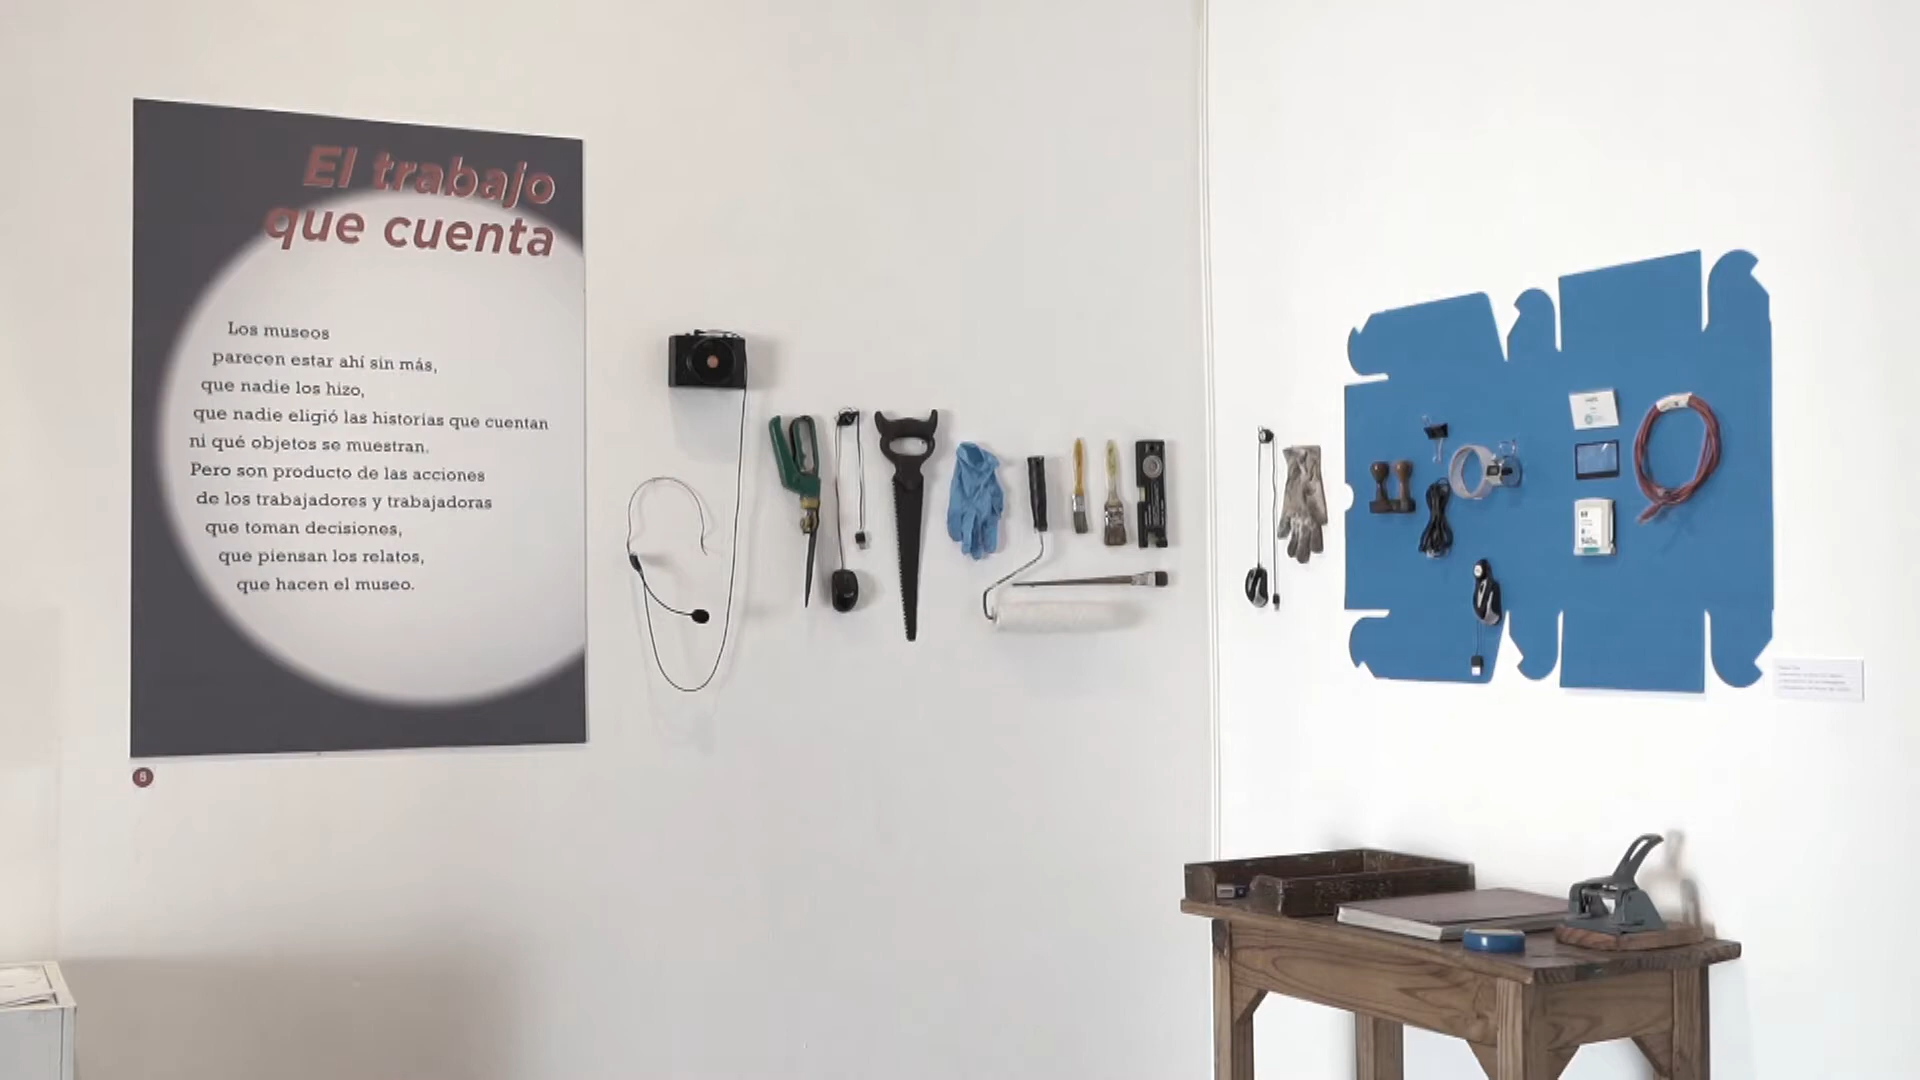 El trabajo
que cuenta
Los museos
parecen estar ahí sin más,
que nadie los hizo,
que nadie eligió las historias que cuentan
ni qué objetos se muestran.
Pero son producto de las acciones
de los trabajadores y trabajadoras
que toman decisiones,
que piensan los relatos,
que hacen el museo.